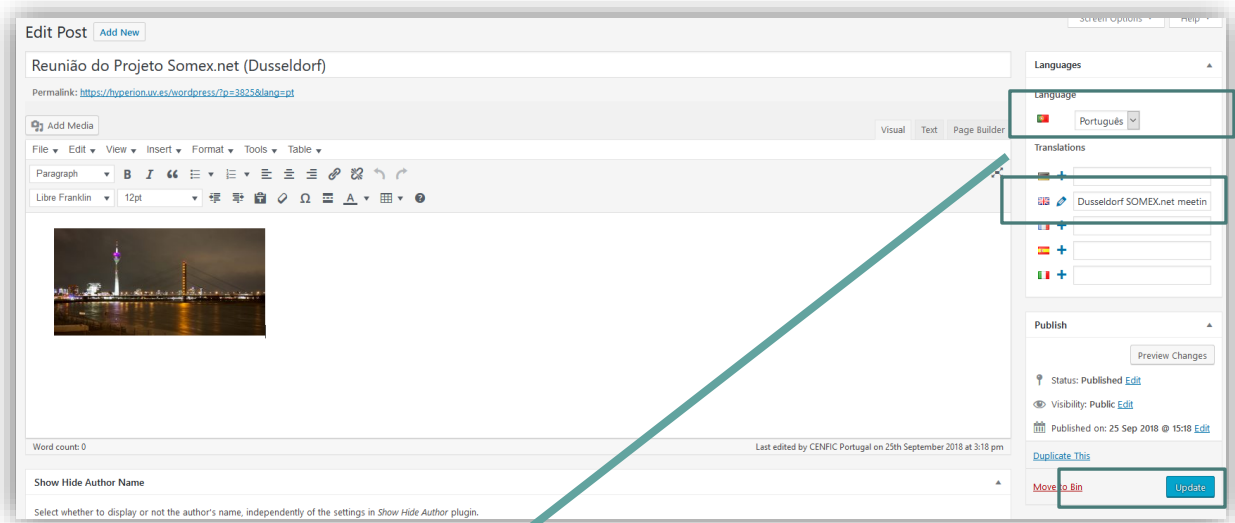 Screen Options Help
Edit Post Add New
Reunião do Projeto Somex.net (Dusseldorf)
Permalink: https://hyperion.uv.es/wordpress/?p=3825&lang=pt
Add Media
Visual Text Page Builder
File Edit View Insert Format Tools Table
Paragraph B I
Libre Franklin 12pt Ω A
Word count: 0 Last edited by CENFIC Portugal on 25th September 2018 at 3:18 pm
Show Hide Author Name
Select whether to display or not the author's name, independently of the settings in Show Hide Author plugin.
Languages
Language
Português
Translations
Dusseldorf SOMEX.net meetin
Publish
Preview Changes
Status: Published Edit
Visibility: Public Edit
Published on: 25 Sep 2018 @ 15:18 Edit
Duplicate This
Move to Bin Update